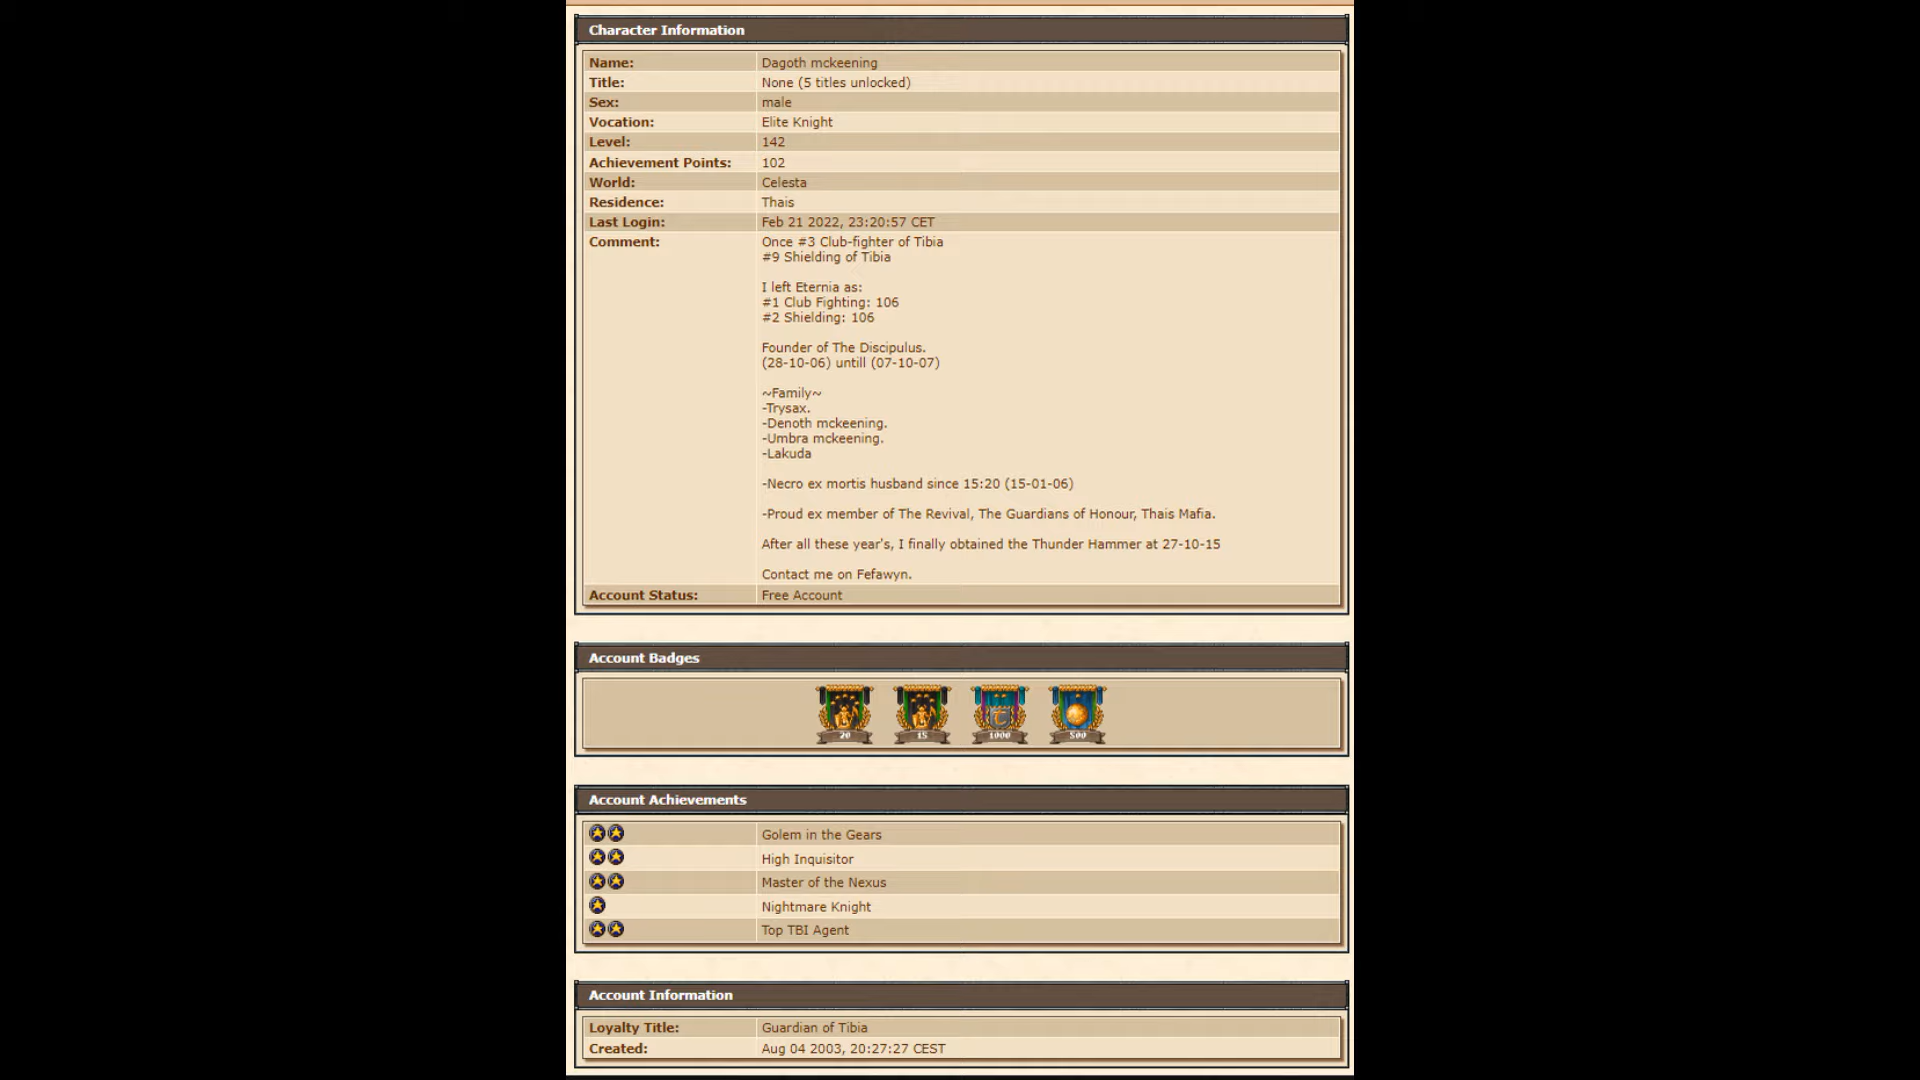 Character Information
Name: Dagoth mckeening
Title: None (5 titles unlocked)
Sex: male
Vocation: Elite Knight
Level: 142
Achievement Points: 102
World: Celesta
Residence: Thais
Last Login: Feb 21 2022, 23:20:57 CET
Comment: Once #3 Club-fighter of Tibia
#9 Shielding of Tibia
I left Eternia as:
#1 Club Fighting: 106
#2 Shielding: 106
Founder of The Discipulus.
(28-10-06) untill (07-10-07)
~Family~
-Trysax.
-Denoth mckeening.
-Umbra mckeening.
-Lakuda
-Necro ex mortis husband since 15:20 (15-01-06)
-Proud ex member of The Revival, The Guardians of Honour, Thais Mafia.
After all these year's, I finally obtained the Thunder Hammer at 27-10-15
Contact me on Fefawyn.
Account Status: Free Account
Account Badges
20 15 1000 500
Account Achievements
Golem in the Gears
High Inquisitor
Master of the Nexus
Nightmare Knight
Top TBI Agent
Account Information
Loyalty Title: Guardian of Tibia
Created: Aug 04 2003, 20:27:27 CEST